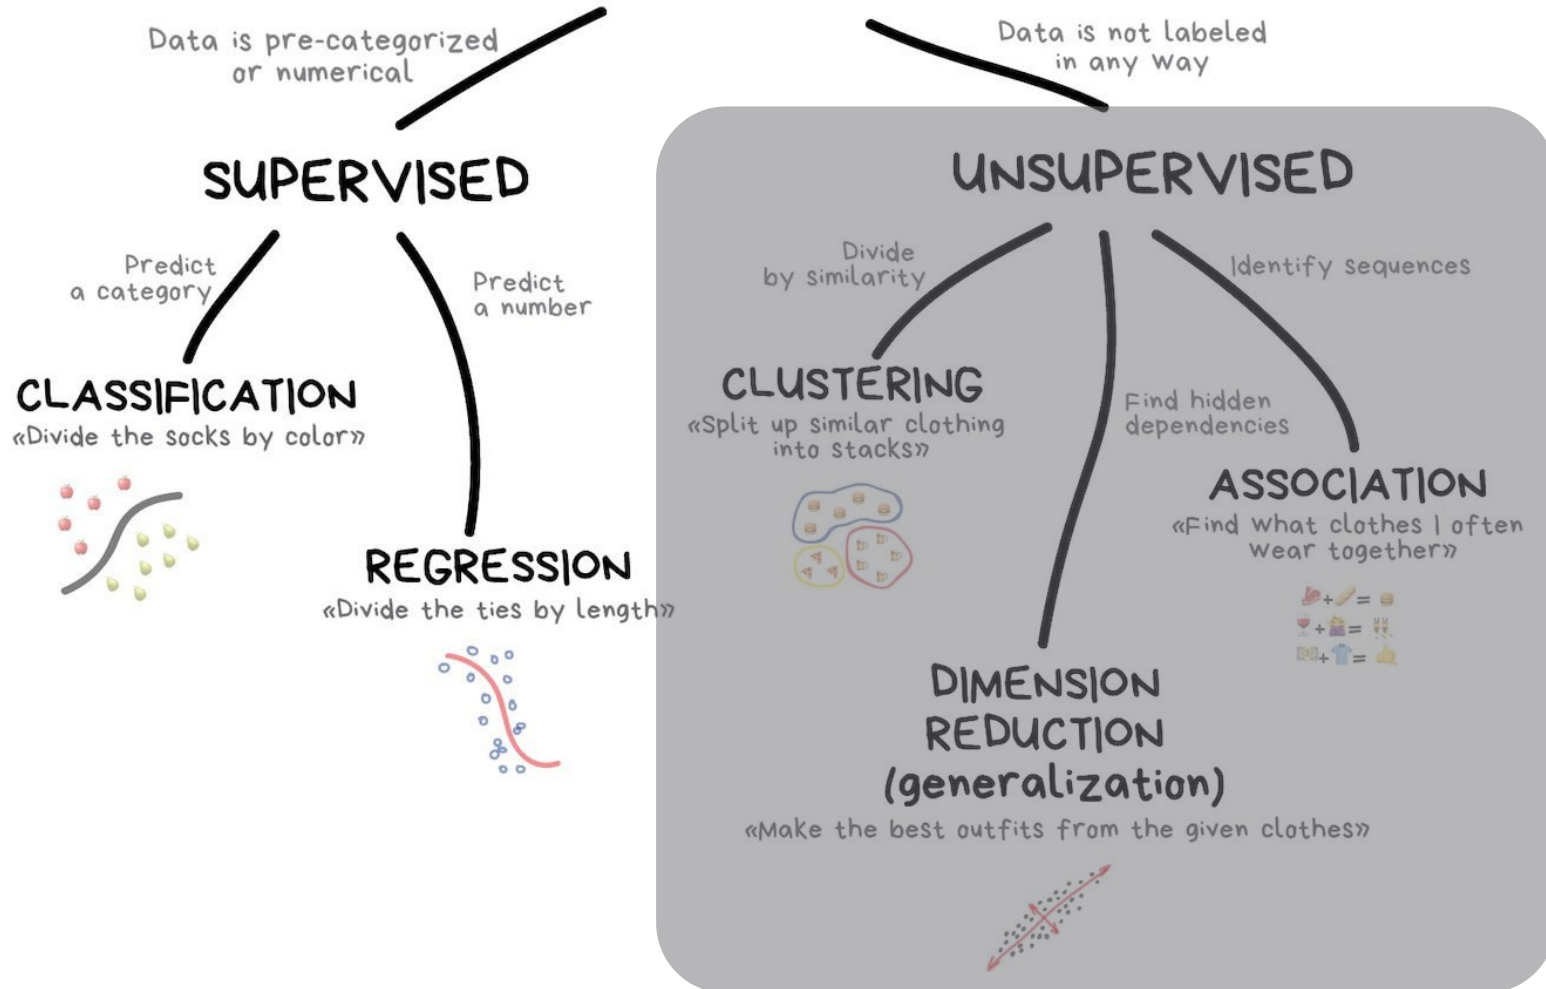 Data is pre-categorized
or numerical
SUPERVISED
Predict
a category
Predict
a number
CLASSIFICATION
«Divide the socks by color»
REGRESSION
«Divide the ties by length»
Data is not labeled
in any way
UNSUPERVISED
Divide
by similarity
Identify sequences
CLUSTERING
«Split up similar clothing
into stacks»
Find hidden
dependencies
ASSOCIATION
«Find what clothes I often
wear together»
+ =
+ =
+ =
DIMENSION
REDUCTION
(generalization)
«Make the best outfits from the given clothes»